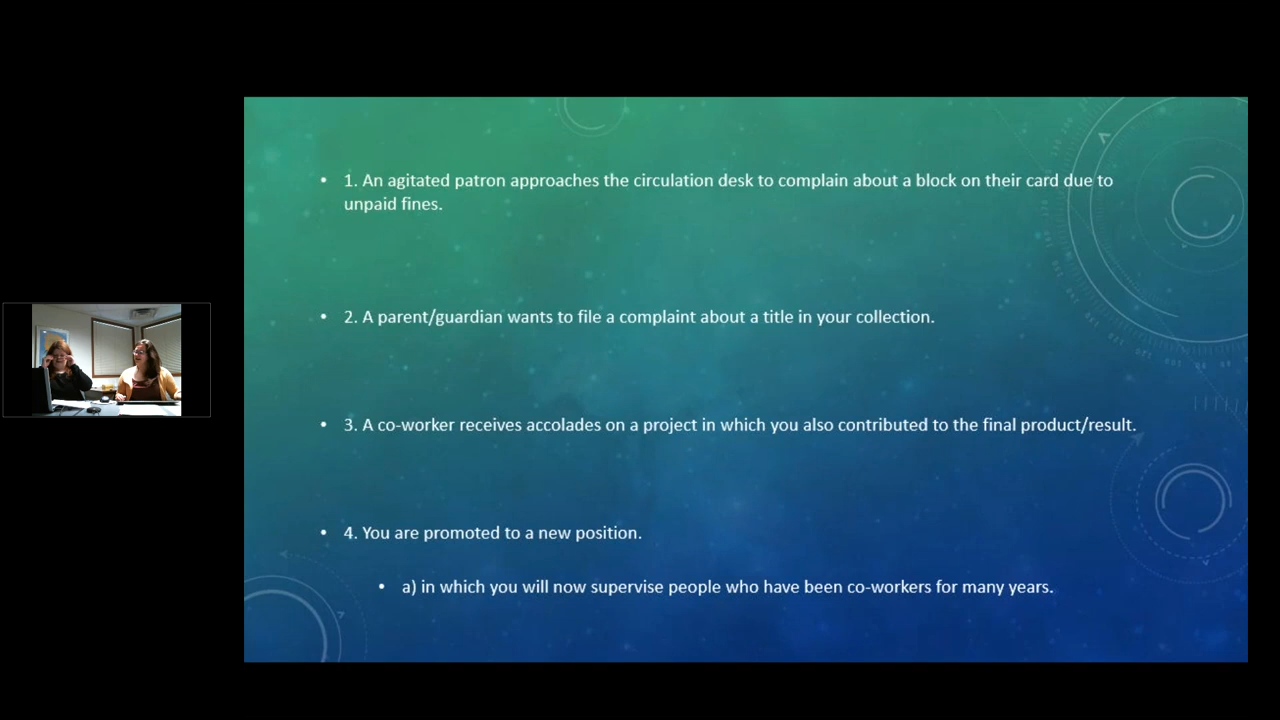 • 1. An agitated patron approaches the circulation desk to complain about a block on their card due to
unpaid fines.
• 2. A parent/guardian wants to file a complaint about a title in your collection.
• 3. A co-worker receives accolades on a project in which you also contributed to the final product/result.
• 4. You are promoted to a new position.
• a) in which you will now supervise people who have been co-workers for many years.